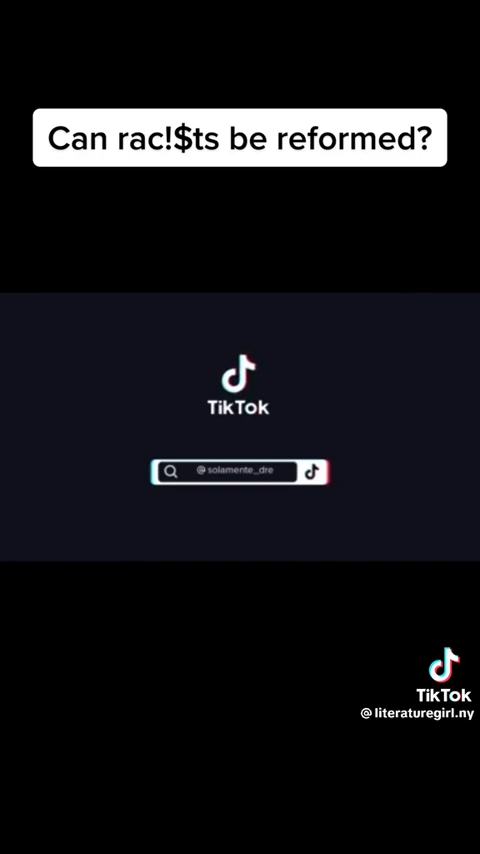 Can rac!$ts be reformed?
TikTok
@solamente_dre
TikTok
@literaturegirl.ny